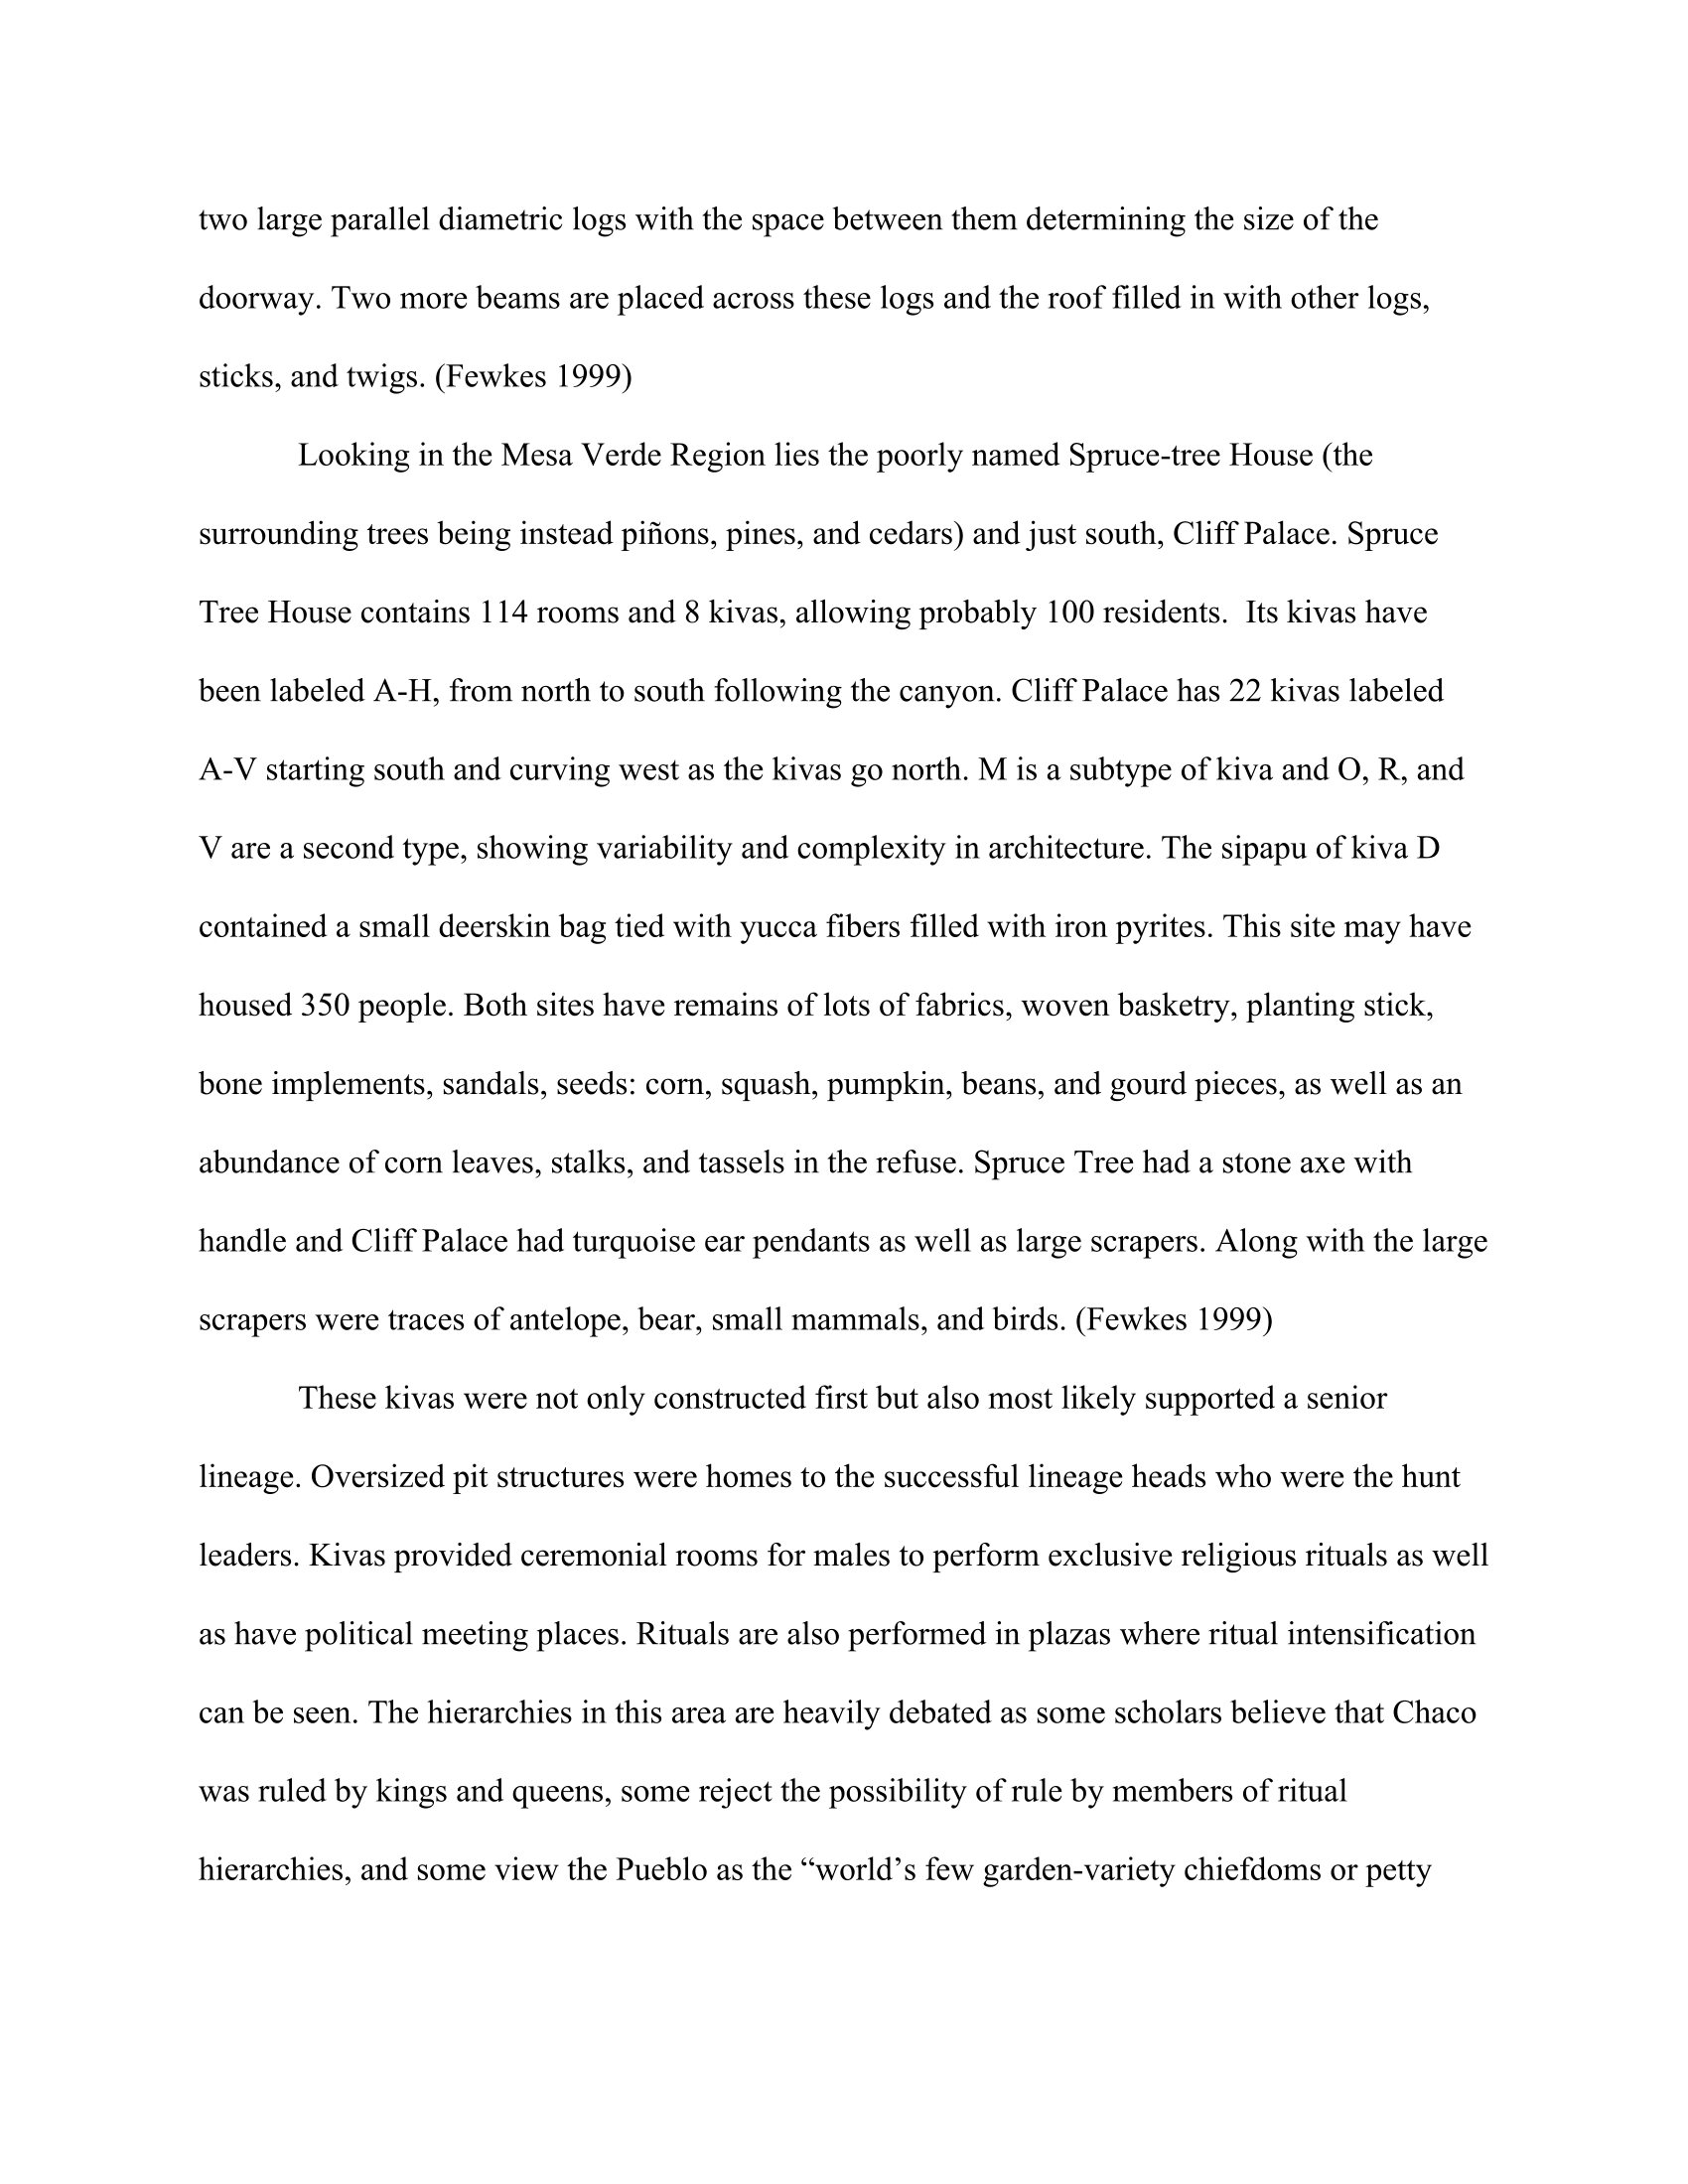 two large parallel diametric logs with the space between them determining the size of the
doorway. Two more beams are placed across these logs and the roof filled in with other logs,
sticks, and twigs. (Fewkes 1999)
Looking in the Mesa Verde Region lies the poorly named Spruce-tree House (the
surrounding trees being instead piñons, pines, and cedars) and just south, Cliff Palace. Spruce
Tree House contains 114 rooms and 8 kivas, allowing probably 100 residents.  Its kivas have
been labeled A-H, from north to south following the canyon. Cliff Palace has 22 kivas labeled
A-V starting south and curving west as the kivas go north. M is a subtype of kiva and O, R, and
V are a second type, showing variability and complexity in architecture. The sipapu of kiva D
contained a small deerskin bag tied with yucca fibers filled with iron pyrites. This site may have
housed 350 people. Both sites have remains of lots of fabrics, woven basketry, planting stick,
bone implements, sandals, seeds: corn, squash, pumpkin, beans, and gourd pieces, as well as an
abundance of corn leaves, stalks, and tassels in the refuse. Spruce Tree had a stone axe with
handle and Cliff Palace had turquoise ear pendants as well as large scrapers. Along with the large
scrapers were traces of antelope, bear, small mammals, and birds. (Fewkes 1999)
These kivas were not only constructed first but also most likely supported a senior
lineage. Oversized pit structures were homes to the successful lineage heads who were the hunt
leaders. Kivas provided ceremonial rooms for males to perform exclusive religious rituals as well
as have political meeting places. Rituals are also performed in plazas where ritual intensification
can be seen. The hierarchies in this area are heavily debated as some scholars believe that Chaco
was ruled by kings and queens, some reject the possibility of rule by members of ritual
hierarchies, and some view the Pueblo as the “world’s few garden-variety chiefdoms or petty